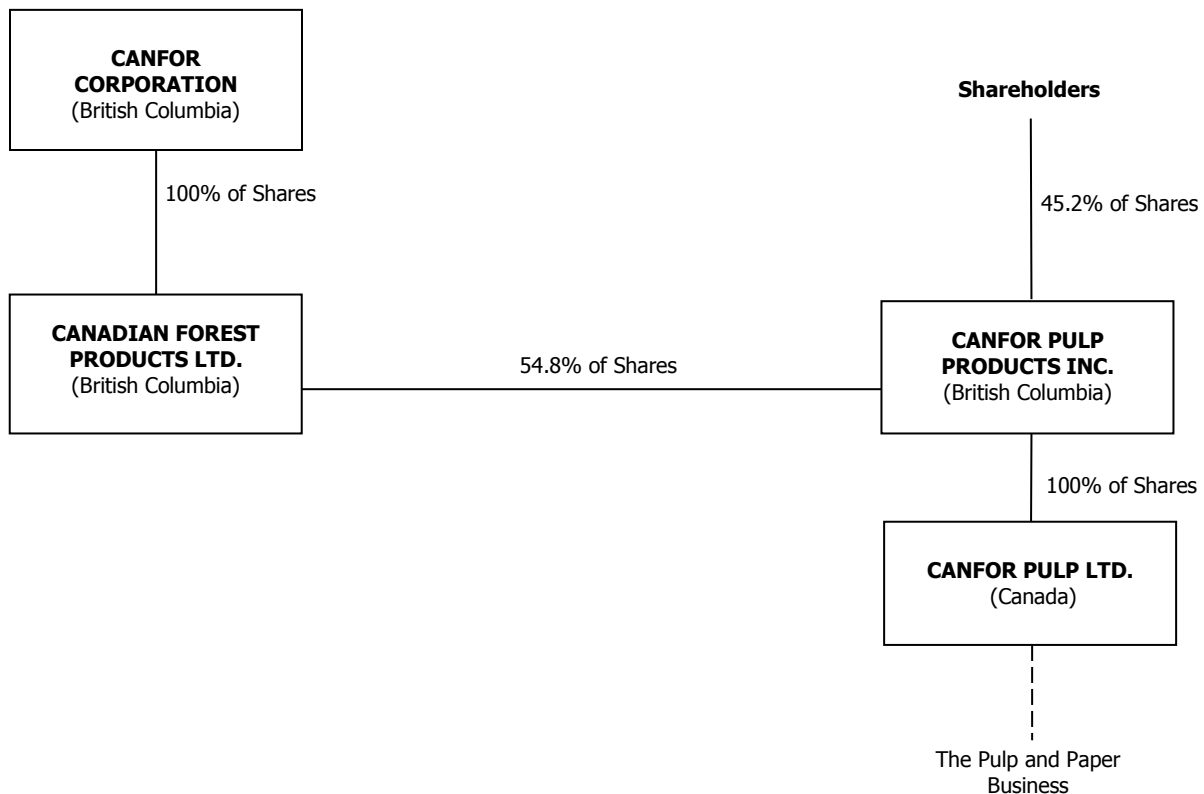 CANFOR
CORPORATION
(British Columbia)
Shareholders
100% of Shares
45.2% of Shares
CANADIAN FOREST
PRODUCTS LTD.
(British Columbia)
54.8% of Shares
CANFOR PULP
PRODUCTS INC.
(British Columbia)
100% of Shares
CANFOR PULP LTD.
(Canada)
The Pulp and Paper
Business